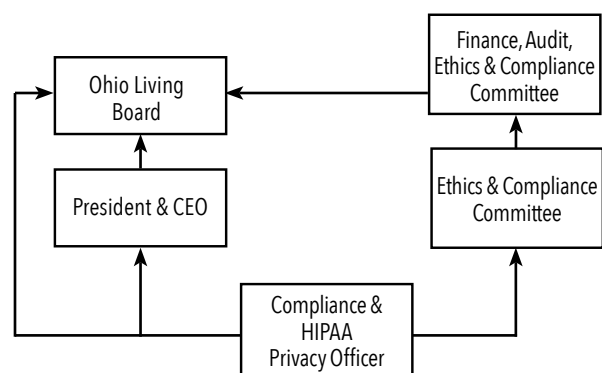 Finance, Audit,
Ethics & Compliance
Committee
Ohio Living
Board
President & CEO
Ethics & Compliance
Committee
Compliance &
HIPAA
Privacy Officer